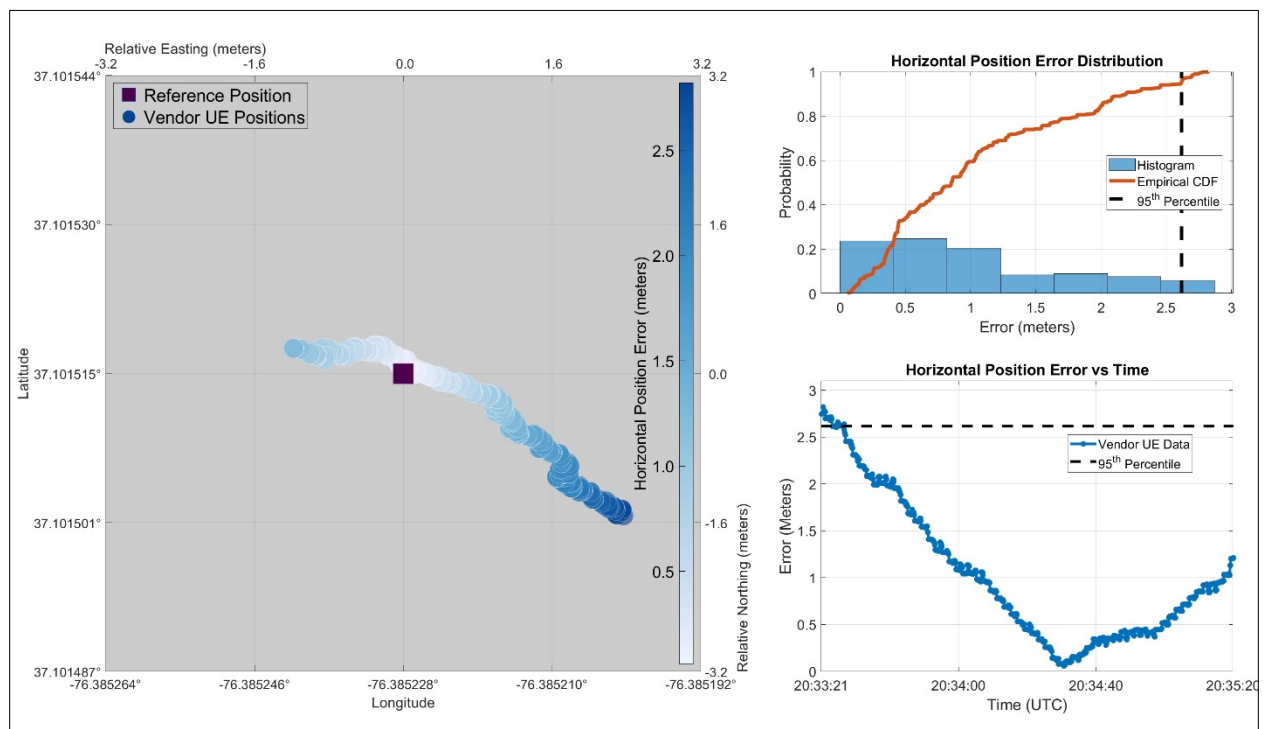 Relative Easting (meters)
-3.2 -1.6 0.0 1.6 3.2
37.101544°
37.101530°
37.101515°
37.101501°
37.101487°
Latitude
Reference Position
Vendor UE Positions
2.5
2.0
1.5
1.0
0.5
Horizontal Position Error (meters)
3.2
1.6
0.0
-1.6
-3.2
Relative Northing (meters)
-76.385264° -76.385246° -76.385228° -76.385210° -76.385192°
Longitude
Horizontal Position Error Distribution
1
0.8
0.6
0.4
0.2
0
Probability
Histogram
Empirical CDF
95th Percentile
0 0.5 1 1.5 2 2.5 3
Error (meters)
Horizontal Position Error vs Time
3
2.5
2
1.5
1
0.5
0
Error (Meters)
Vendor UE Data
95th Percentile
20:33:21 20:34:00 20:34:40 20:35:20
Time (UTC)